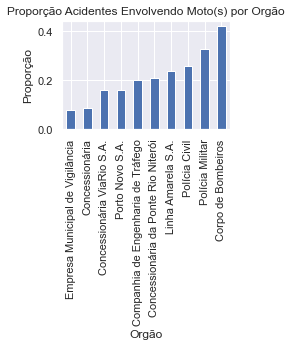 Proporção Acidentes Envolvendo Moto(s) por Orgão
Proporção
0.4
0.2
0.0
Empresa Municipal de Vigilância
Concessionária
Concessionária ViaRio S.A.
Porto Novo S.A.
Companhia de Engenharia de Tráfego
Concessionária da Ponte Rio Niterói
Linha Amarela S.A.
Polícia Civil
Polícia Militar
Corpo de Bombeiros
Orgão